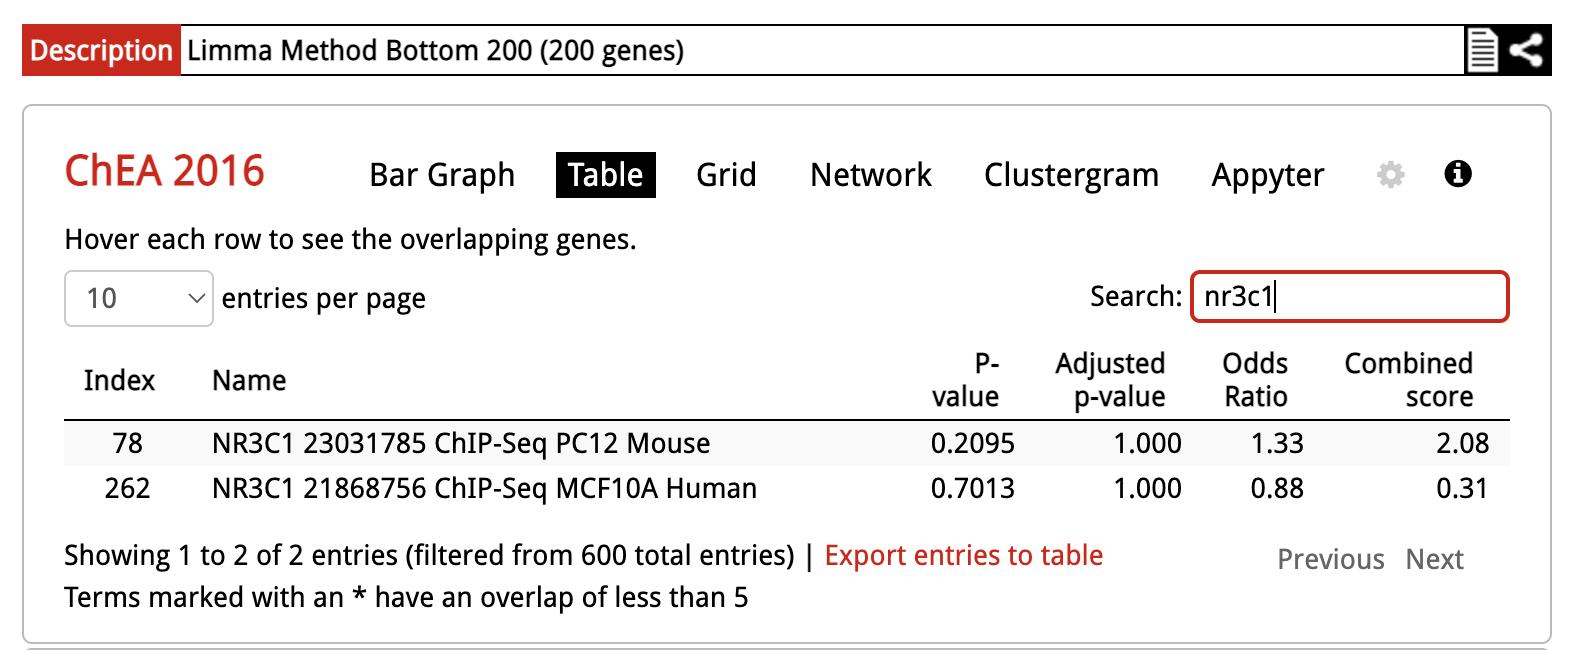 Description Limma Method Bottom 200 (200 genes)
ChEA 2016 Bar Graph Table Grid Network Clustergram Appyter
Hover each row to see the overlapping genes.
10 entries per page Search: nr3c1
Index Name P-value Adjusted p-value Odds Ratio Combined score
78 NR3C1 23031785 ChIP-Seq PC12 Mouse 0.2095 1.000 1.33 2.08
262 NR3C1 21868756 ChIP-Seq MCF10A Human 0.7013 1.000 0.88 0.31
Showing 1 to 2 of 2 entries (filtered from 600 total entries) | Export entries to table Previous Next
Terms marked with an * have an overlap of less than 5